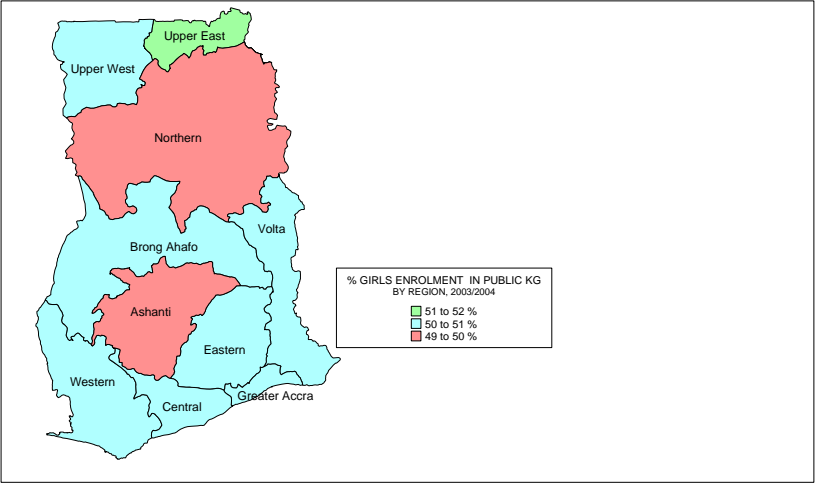 Upper East
Upper West
Northern
Volta
Brong Ahafo
% GIRLS ENROLMENT IN PUBLIC KG
BY REGION, 2003/2004
51 to 52 %
50 to 51 %
49 to 50 %
Ashanti
Eastern
Western
Greater Accra
Central